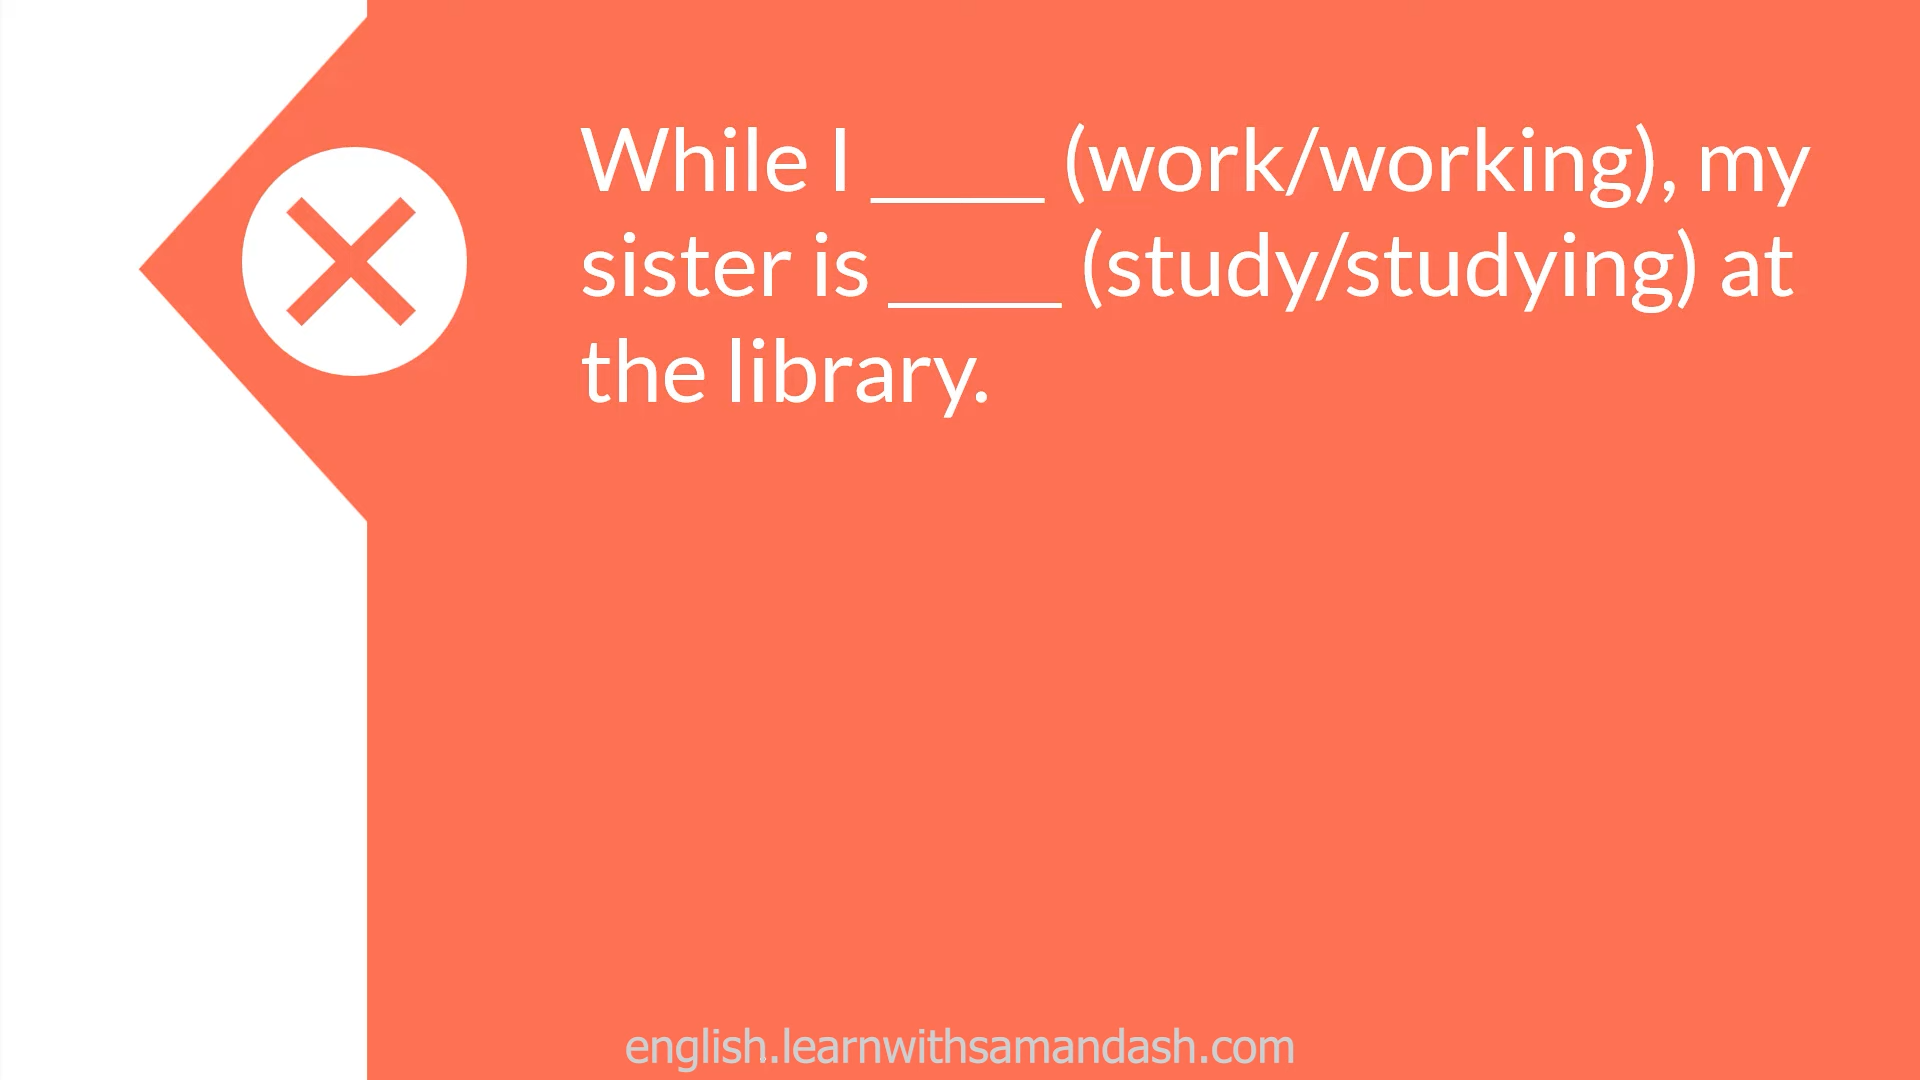 While I ____ (work/working), my
sister is ____ (study/studying) at
the library.
english.learnwithsamandash.com